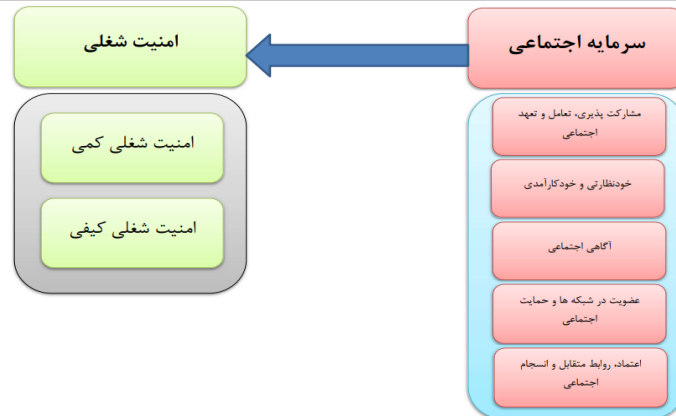 سرمایه اجتماعی
امنیت شغلی
مشارکت پذیری، تعامل و تعهد
اجتماعی
خودنظارتی و خودکارآمدی
آگاهی اجتماعی
عضویت در شبکه ها و حمایت
اجتماعی
اعتماد، روابط متقابل و انسجام
اجتماعی
امنیت شغلی کمی
امنیت شغلی کیفی